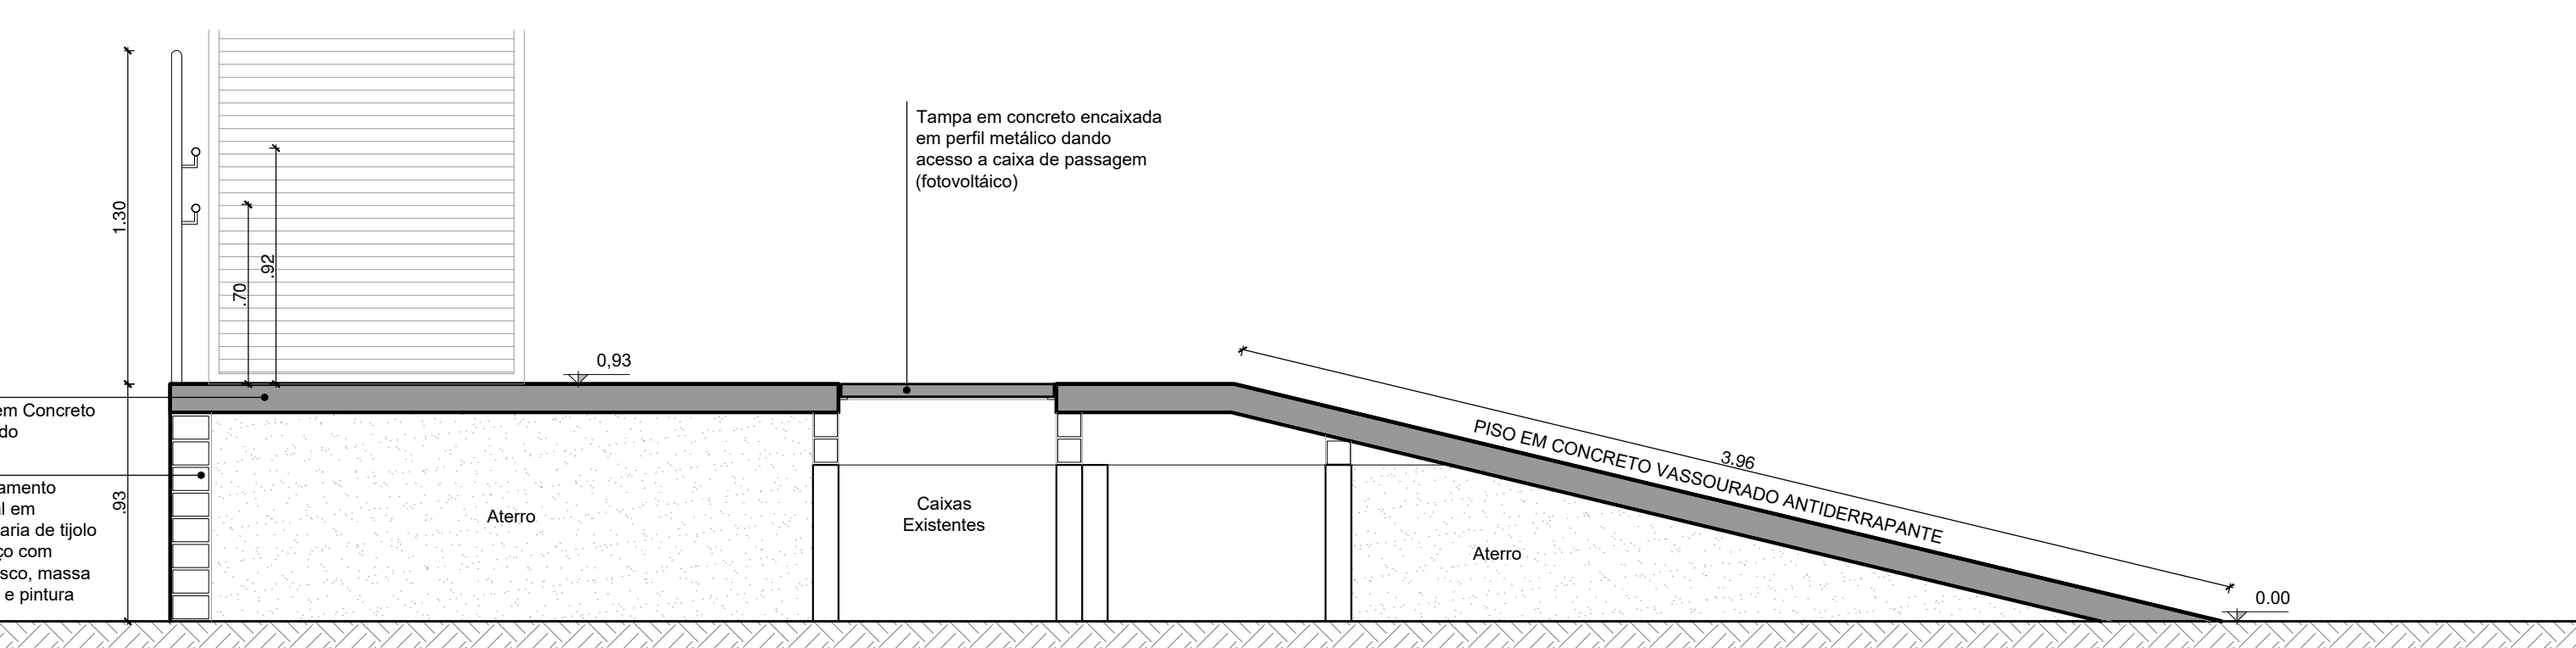 Tampa em concreto encaixada
em perfil metálico dando
acesso a caixa de passagem
(fotovoltáico)
1.30
.92
.70
0,93
em Concreto
do
3.96
PISO EM CONCRETO VASSOURADO ANTIDERRAPANTE
amento
l em
aria de tijolo
ço com
sco, massa
e pintura
.93
Aterro
Caixas
Existentes
Aterro
0.00